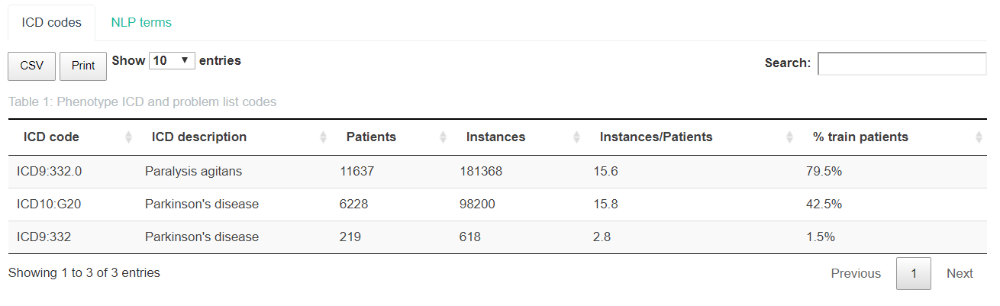 ICD codes NLP terms
CSV Print Show 10 entries Search:
Table 1: Phenotype ICD and problem list codes
ICD code ICD description Patients Instances Instances/Patients % train patients
ICD9:332.0 Paralysis agitans 11637 181368 15.6 79.5%
ICD10:G20 Parkinson's disease 6228 98200 15.8 42.5%
ICD9:332 Parkinson's disease 219 618 2.8 1.5%
Showing 1 to 3 of 3 entries Previous 1 Next